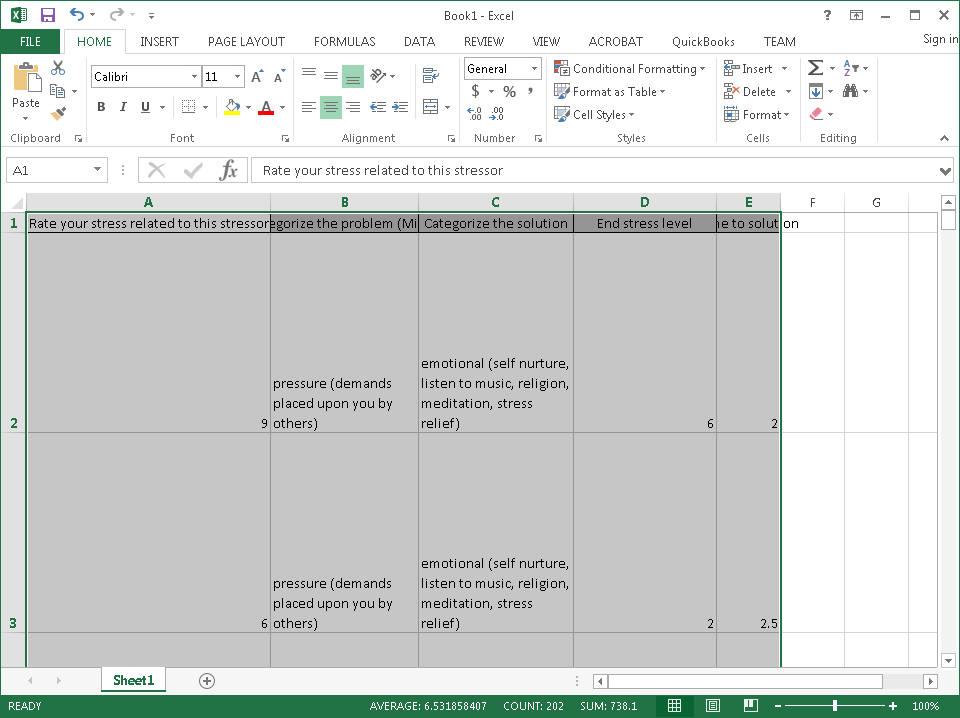 Book1 - Excel
?
FILE HOME INSERT PAGE LAYOUT FORMULAS DATA REVIEW VIEW ACROBAT QuickBooks TEAM Sign in
Paste
Calibri 11
B I U A
A A
General
$ % ,
.00 .0
Conditional Formatting
Format as Table
Cell Styles
Insert
Delete
Format
Σ A Z
Clipboard Font Alignment Number Styles Cells Editing
A1 fx Rate your stress related to this stressor
A B C D E F G
1 Rate your stress related to this stressor egorize the problem (Mi Categorize the solution End stress level ne to solution
emotional (self nurture,
pressure (demands listen to music, religion,
placed upon you by meditation, stress
2 9 others) relief) 6 2
emotional (self nurture,
pressure (demands listen to music, religion,
placed upon you by meditation, stress
3 6 others) relief) 2 2.5
Sheet1
READY AVERAGE: 6.531858407 COUNT: 202 SUM: 738.1 100%